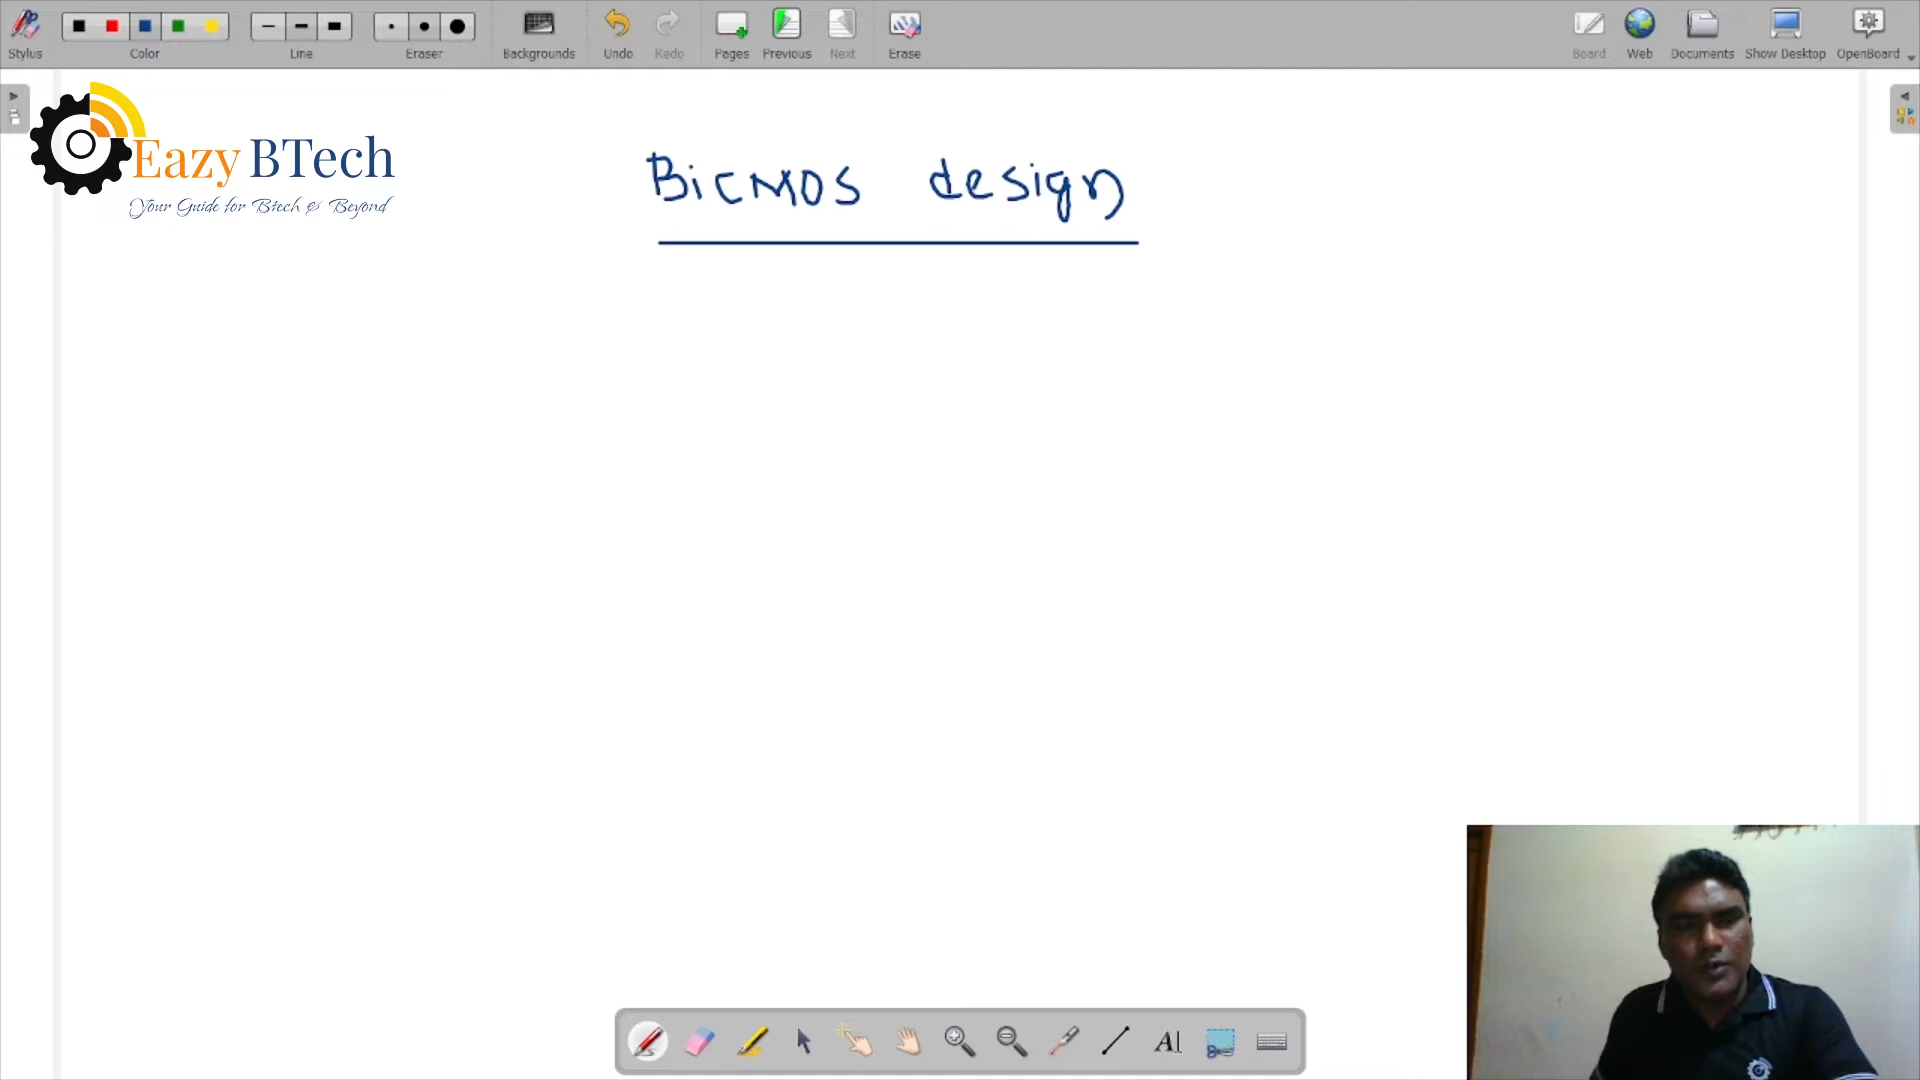 Stylus
Color
Line
Eraser
Backgrounds
Undo
Redo
Pages
Previous
Next
Erase
Board
Web
Documents
Show Desktop
OpenBoard
Eazy BTech
Your Guide for Btech & Beyond
BiCMOS design
A